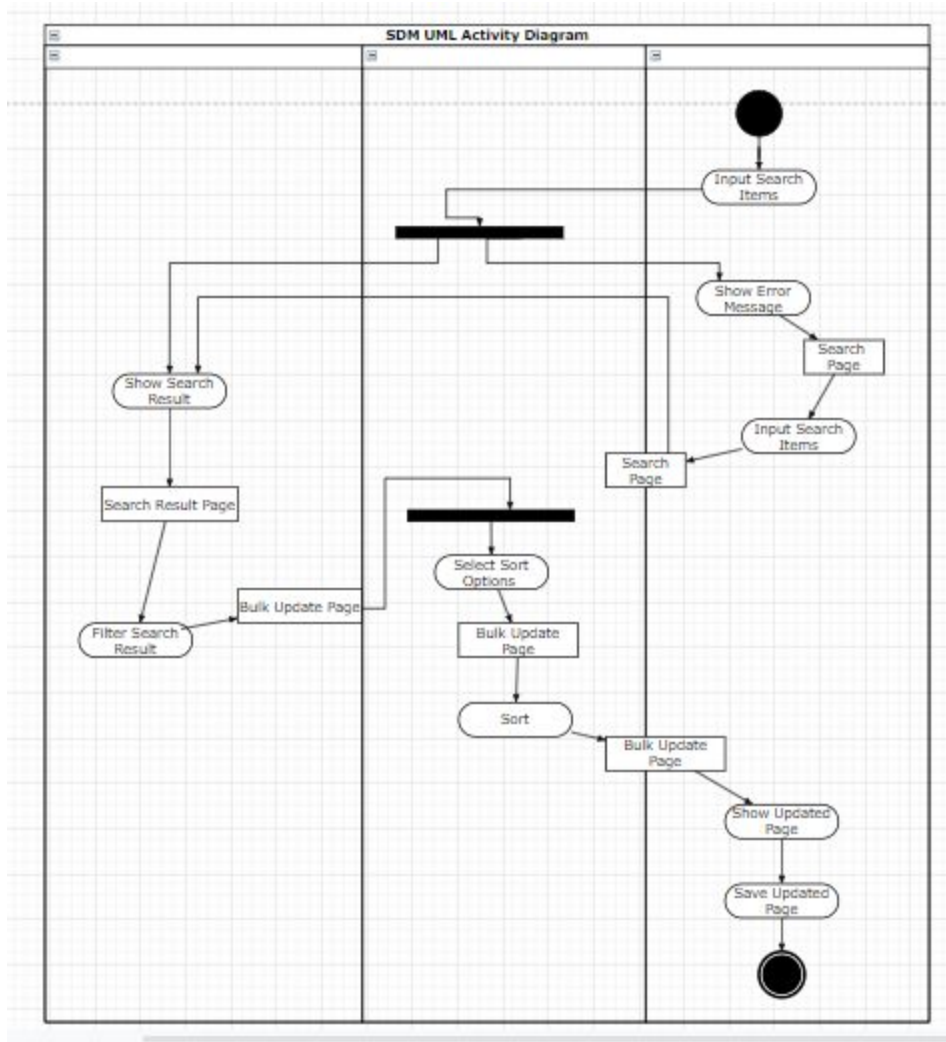 SDM UML Activity Diagram
Input Search
Items
Show Error
Message
Search
Page
Show Search
Result
Input Search
Items
Search
Page
Search Result Page
Select Sort
Options
Bulk Update Page
Filter Search
Result
Bulk Update
Page
Sort
Bulk Update
Page
Show Updated
Page
Save Updated
Page